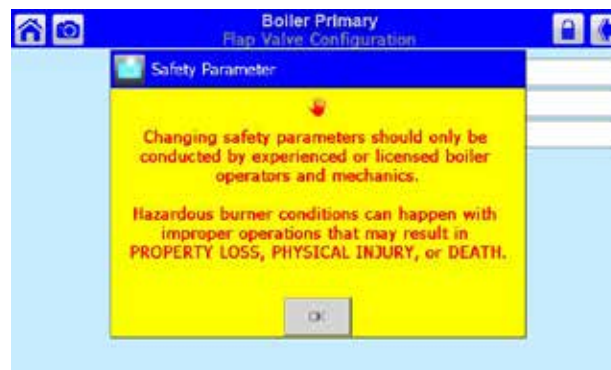 Boiler Primary
Flap Valve Configuration
Safety Parameter
Changing safety parameters should only be
conducted by experienced or licensed boiler
operators and mechanics.
Hazardous burner conditions can happen with
improper operations that may result in
PROPERTY LOSS, PHYSICAL INJURY, or DEATH.
OK